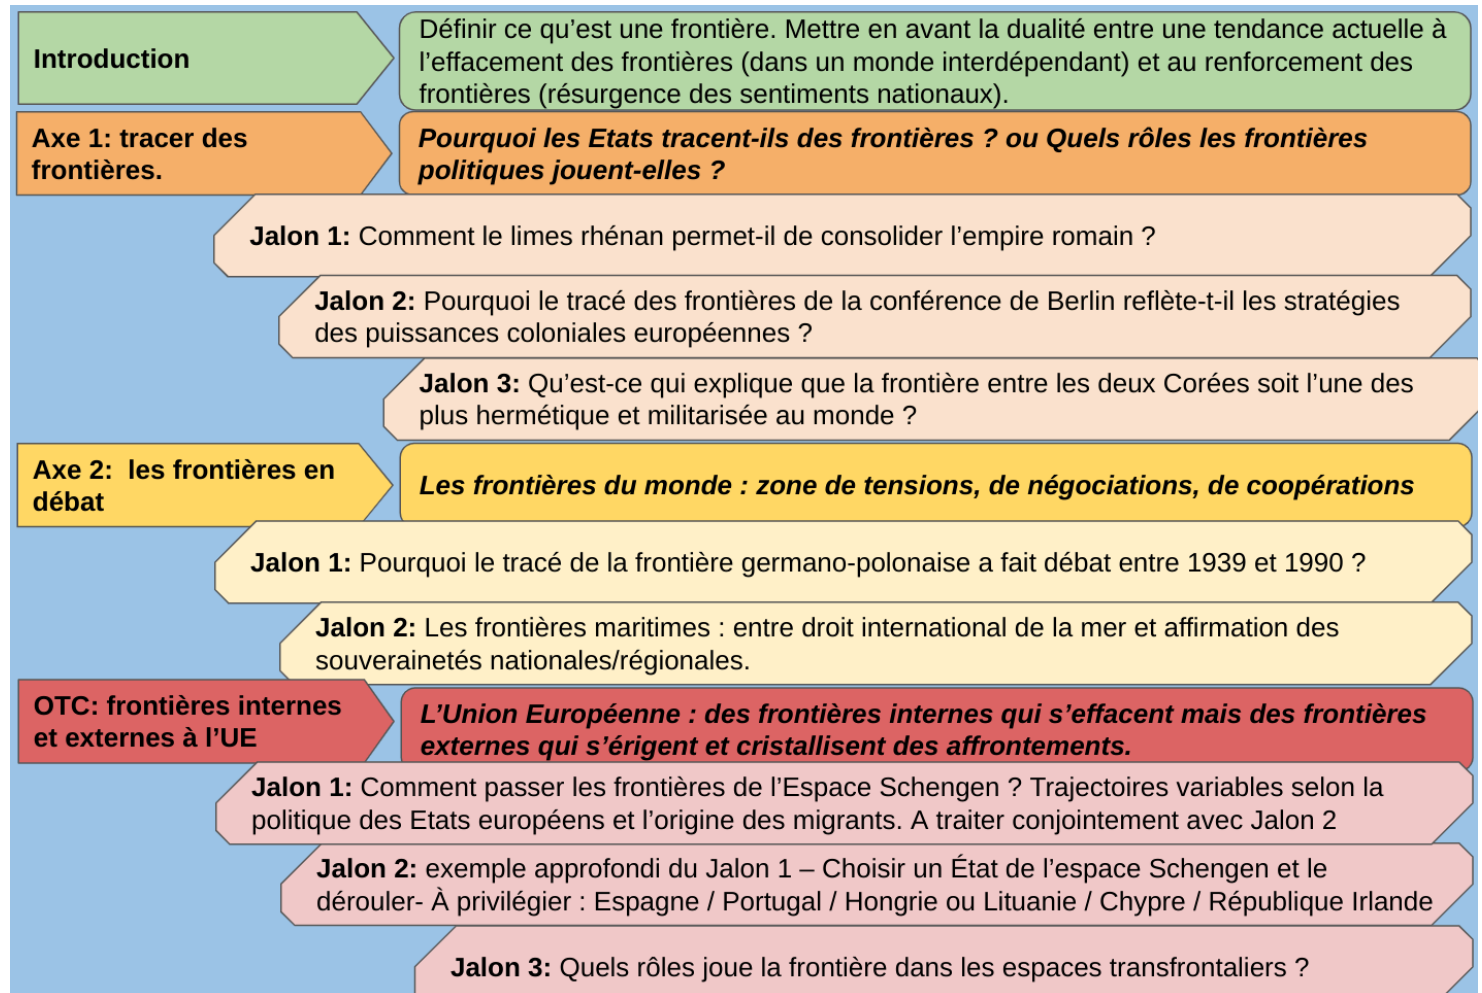 Introduction
Définir ce qu’est une frontière. Mettre en avant la dualité entre une tendance actuelle à
l’effacement des frontières (dans un monde interdépendant) et au renforcement des
frontières (résurgence des sentiments nationaux).
Axe 1: tracer des
frontières.
Pourquoi les Etats tracent-ils des frontières ? ou Quels rôles les frontières
politiques jouent-elles ?
Jalon 1: Comment le limes rhénan permet-il de consolider l’empire romain ?
Jalon 2: Pourquoi le tracé des frontières de la conférence de Berlin reflète-t-il les stratégies
des puissances coloniales européennes ?
Jalon 3: Qu’est-ce qui explique que la frontière entre les deux Corées soit l’une des
plus hermétique et militarisée au monde ?
Axe 2:  les frontières en
débat
Les frontières du monde : zone de tensions, de négociations, de coopérations
Jalon 1: Pourquoi le tracé de la frontière germano-polonaise a fait débat entre 1939 et 1990 ?
Jalon 2: Les frontières maritimes : entre droit international de la mer et affirmation des
souverainetés nationales/régionales.
OTC: frontières internes
et externes à l’UE
L’Union Européenne : des frontières internes qui s’effacent mais des frontières
externes qui s’érigent et cristallisent des affrontements.
Jalon 1: Comment passer les frontières de l’Espace Schengen ? Trajectoires variables selon la
politique des Etats européens et l’origine des migrants. A traiter conjointement avec Jalon 2
Jalon 2: exemple approfondi du Jalon 1 – Choisir un État de l’espace Schengen et le
dérouler- À privilégier : Espagne / Portugal / Hongrie ou Lituanie / Chypre / République Irlande
Jalon 3: Quels rôles joue la frontière dans les espaces transfrontaliers ?